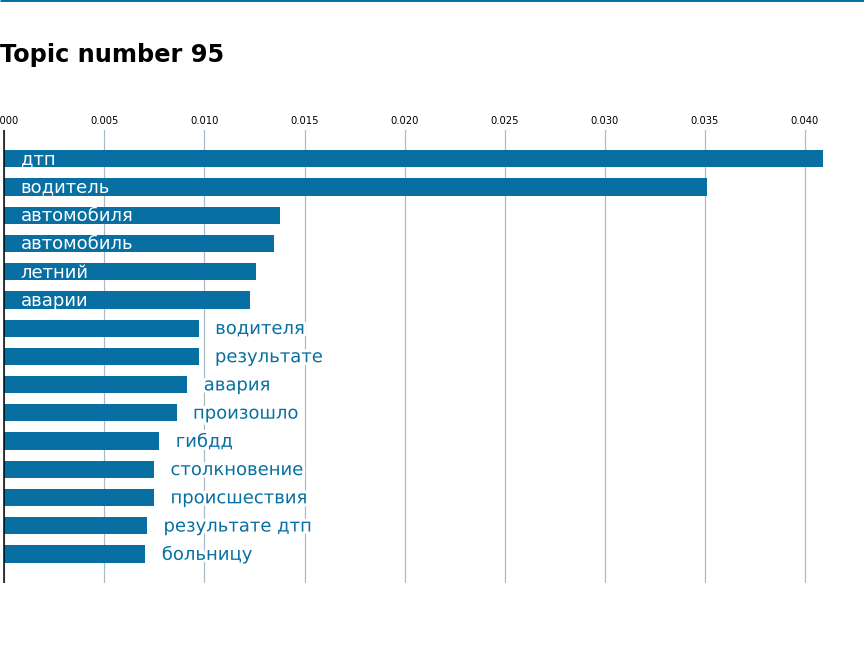 Topic number 95
000 0.005 0.010 0.015 0.020 0.025 0.030 0.035 0.040
дтп
водитель
автомобиля
автомобиль
летний
аварии
водителя
результате
авария
произошло
гибдд
столкновение
происшествия
результате дтп
больницу